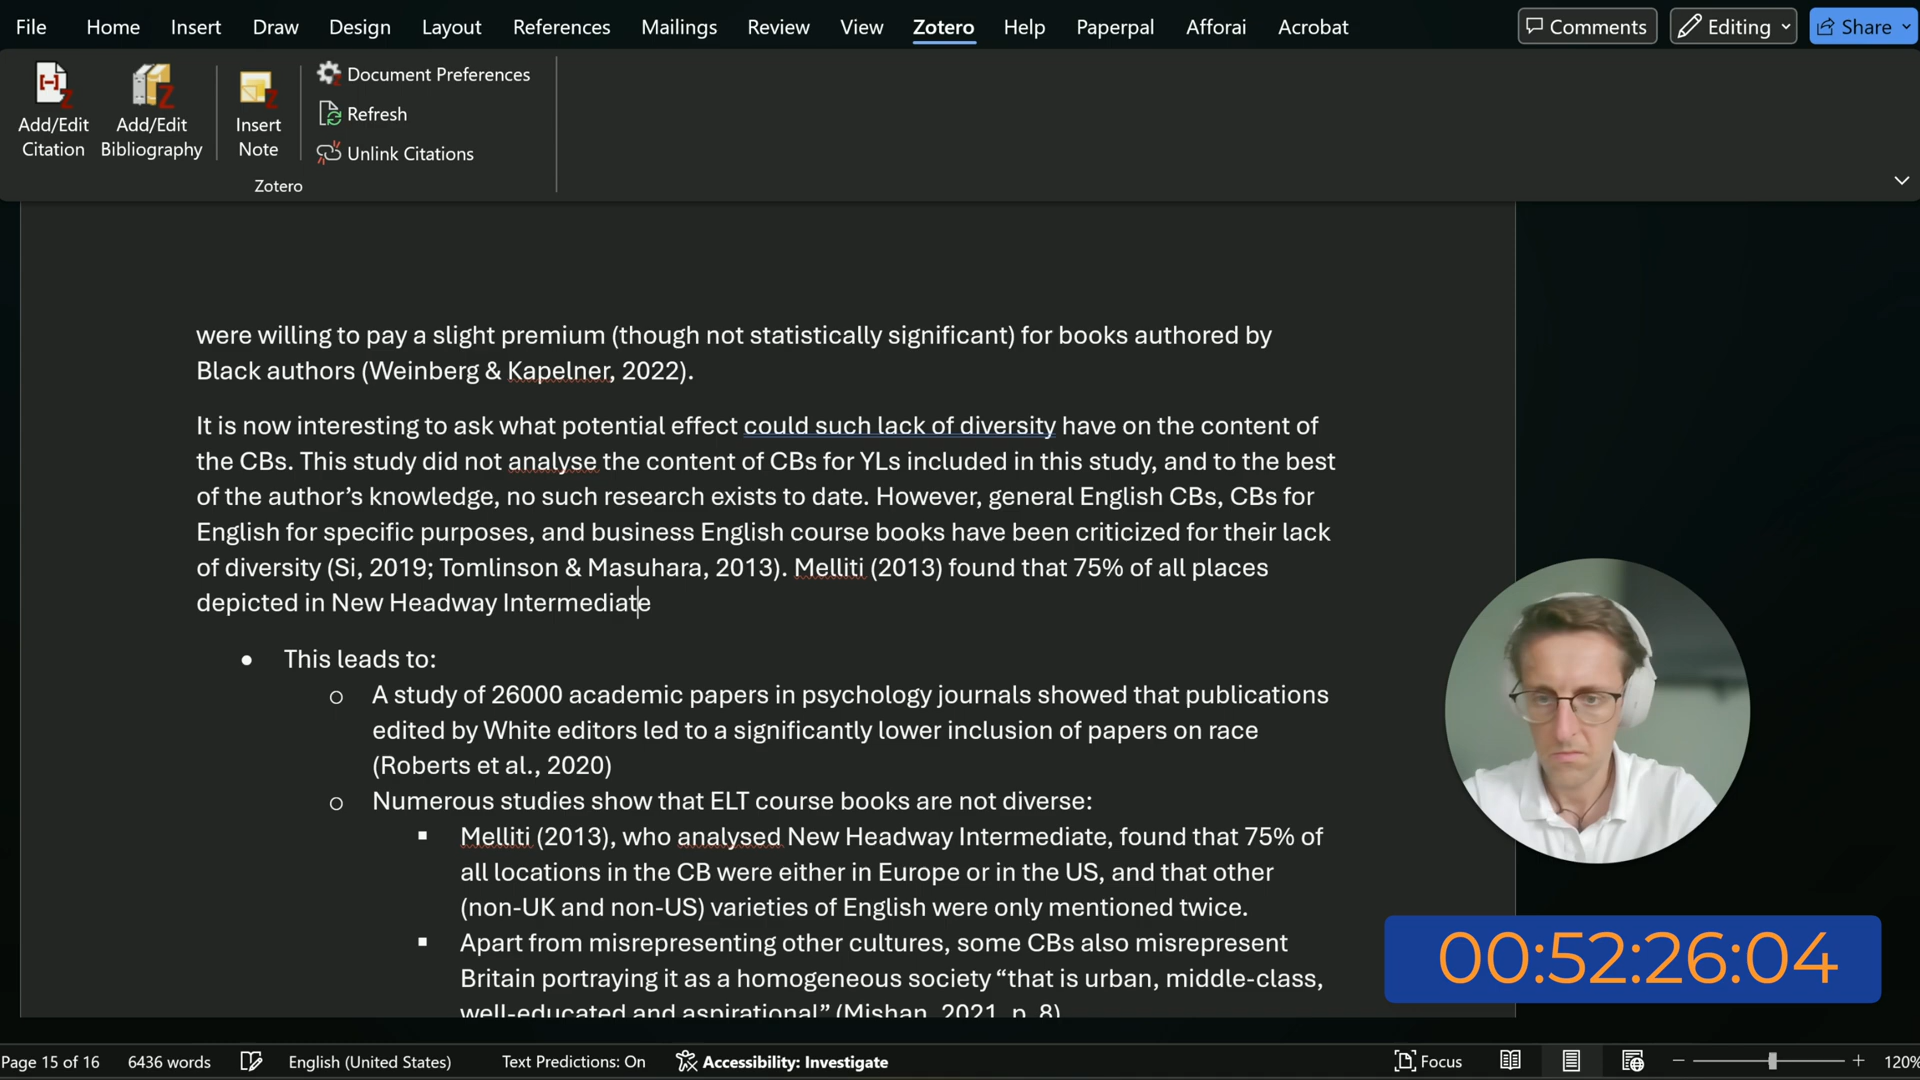 File Home Insert Draw Design Layout References Mailings Review View Zotero Help Paperpal Afforai Acrobat Comments Editing Share
Add/Edit Citation
Add/Edit Bibliography
Insert Note
Document Preferences
Refresh
Unlink Citations
Zotero
were willing to pay a slight premium (though not statistically significant) for books authored by
Black authors (Weinberg & Kapelner, 2022).
It is now interesting to ask what potential effect could such lack of diversity have on the content of
the CBs. This study did not analyse the content of CBs for YLs included in this study, and to the best
of the author’s knowledge, no such research exists to date. However, general English CBs, CBs for
English for specific purposes, and business English course books have been criticized for their lack
of diversity (Si, 2019; Tomlinson & Masuhara, 2013). Melliti (2013) found that 75% of all places
depicted in New Headway Intermediate
• This leads to:
o A study of 26000 academic papers in psychology journals showed that publications
edited by White editors led to a significantly lower inclusion of papers on race
(Roberts et al., 2020)
o Numerous studies show that ELT course books are not diverse:
▪ Melliti (2013), who analysed New Headway Intermediate, found that 75% of
all locations in the CB were either in Europe or in the US, and that other
(non-UK and non-US) varieties of English were only mentioned twice.
▪ Apart from misrepresenting other cultures, some CBs also misrepresent
Britain portraying it as a homogeneous society “that is urban, middle-class,
well-educated and aspirational” (Mishan, 2021, p. 8)
00:52:26:04
Page 15 of 16 6436 words English (United States) Text Predictions: On Accessibility: Investigate Focus 120%